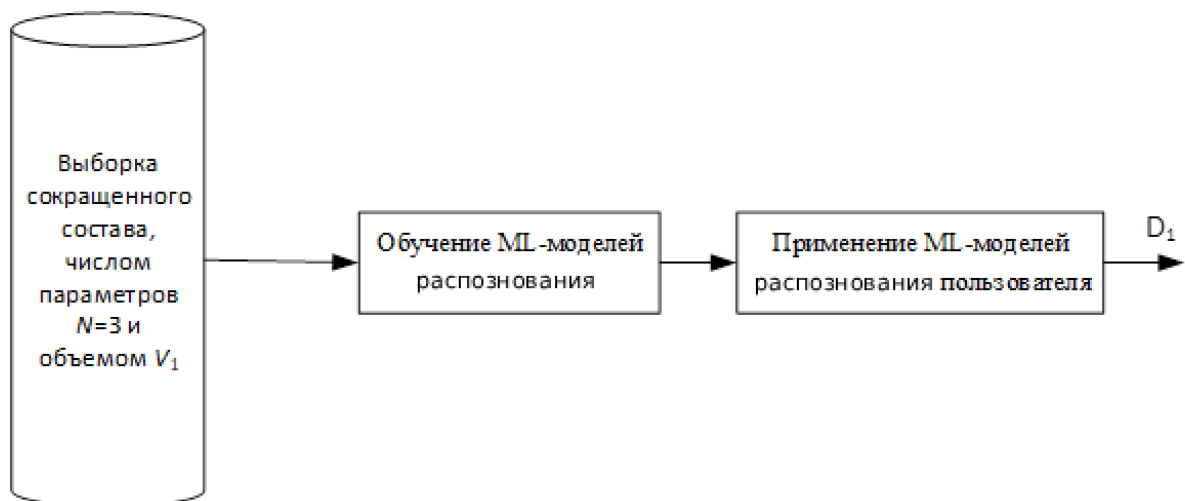 Выборка
сокращенного
состава,
числом
параметров
N=3 и
объемом V₁
Обучение ML-моделей
распознования
Применение ML-моделей
распознования пользователя
D₁